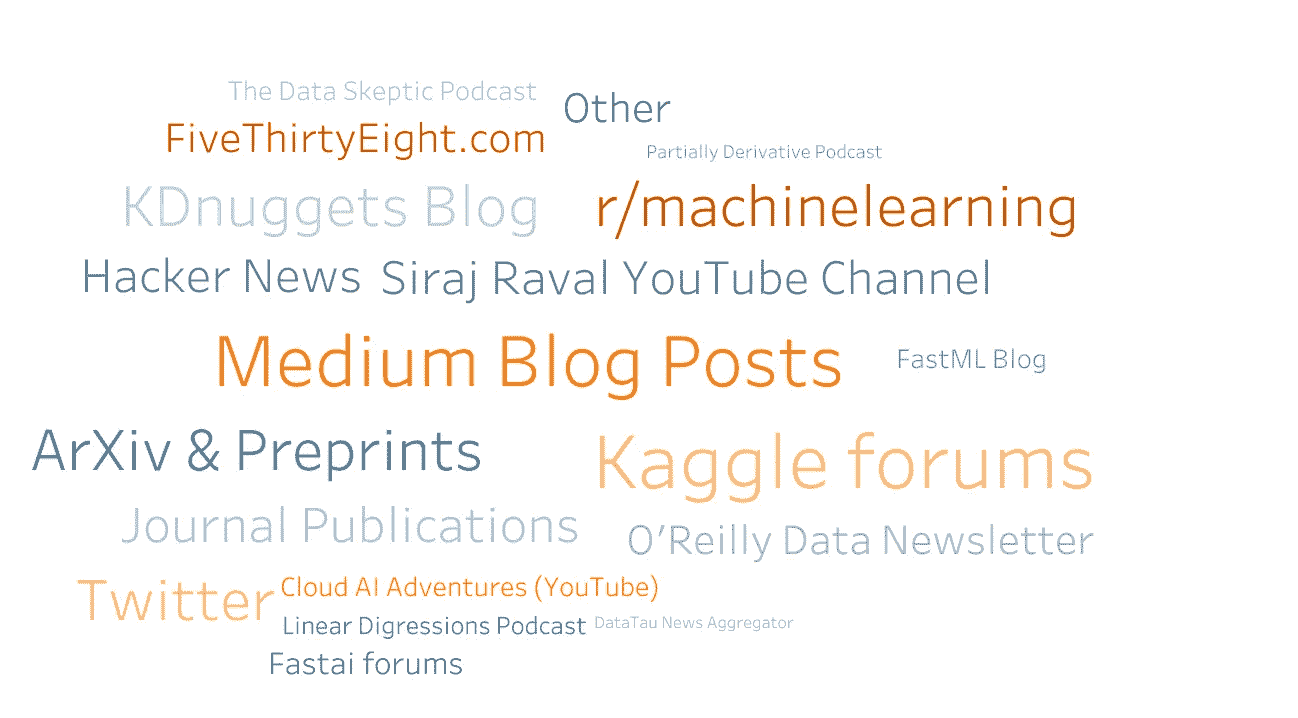 The Data Skeptic Podcast
Other
FiveThirtyEight.com
Partially Derivative Podcast
KDnuggets Blog
r/machinelearning
Hacker News
Siraj Raval YouTube Channel
Medium Blog Posts
FastML Blog
ArXiv & Preprints
Kaggle forums
Journal Publications
O’Reilly Data Newsletter
Twitter
Cloud AI Adventures (YouTube)
Linear Digressions Podcast
DataTau News Aggregator
Fastai forums